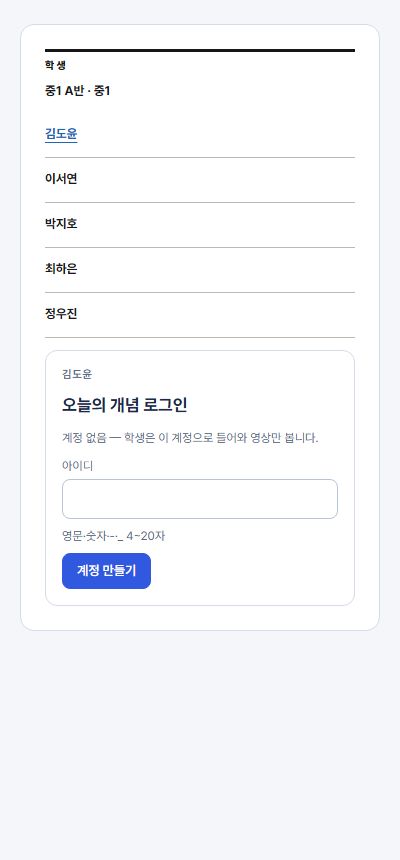 학생
중1 A반 · 중1
김도윤
이서연
박지호
최하은
정우진
김도윤
오늘의 개념 로그인
계정 없음 — 학생은 이 계정으로 들어와 영상만 봅니다.
아이디
영문·숫자·-·_ 4~20자
계정 만들기